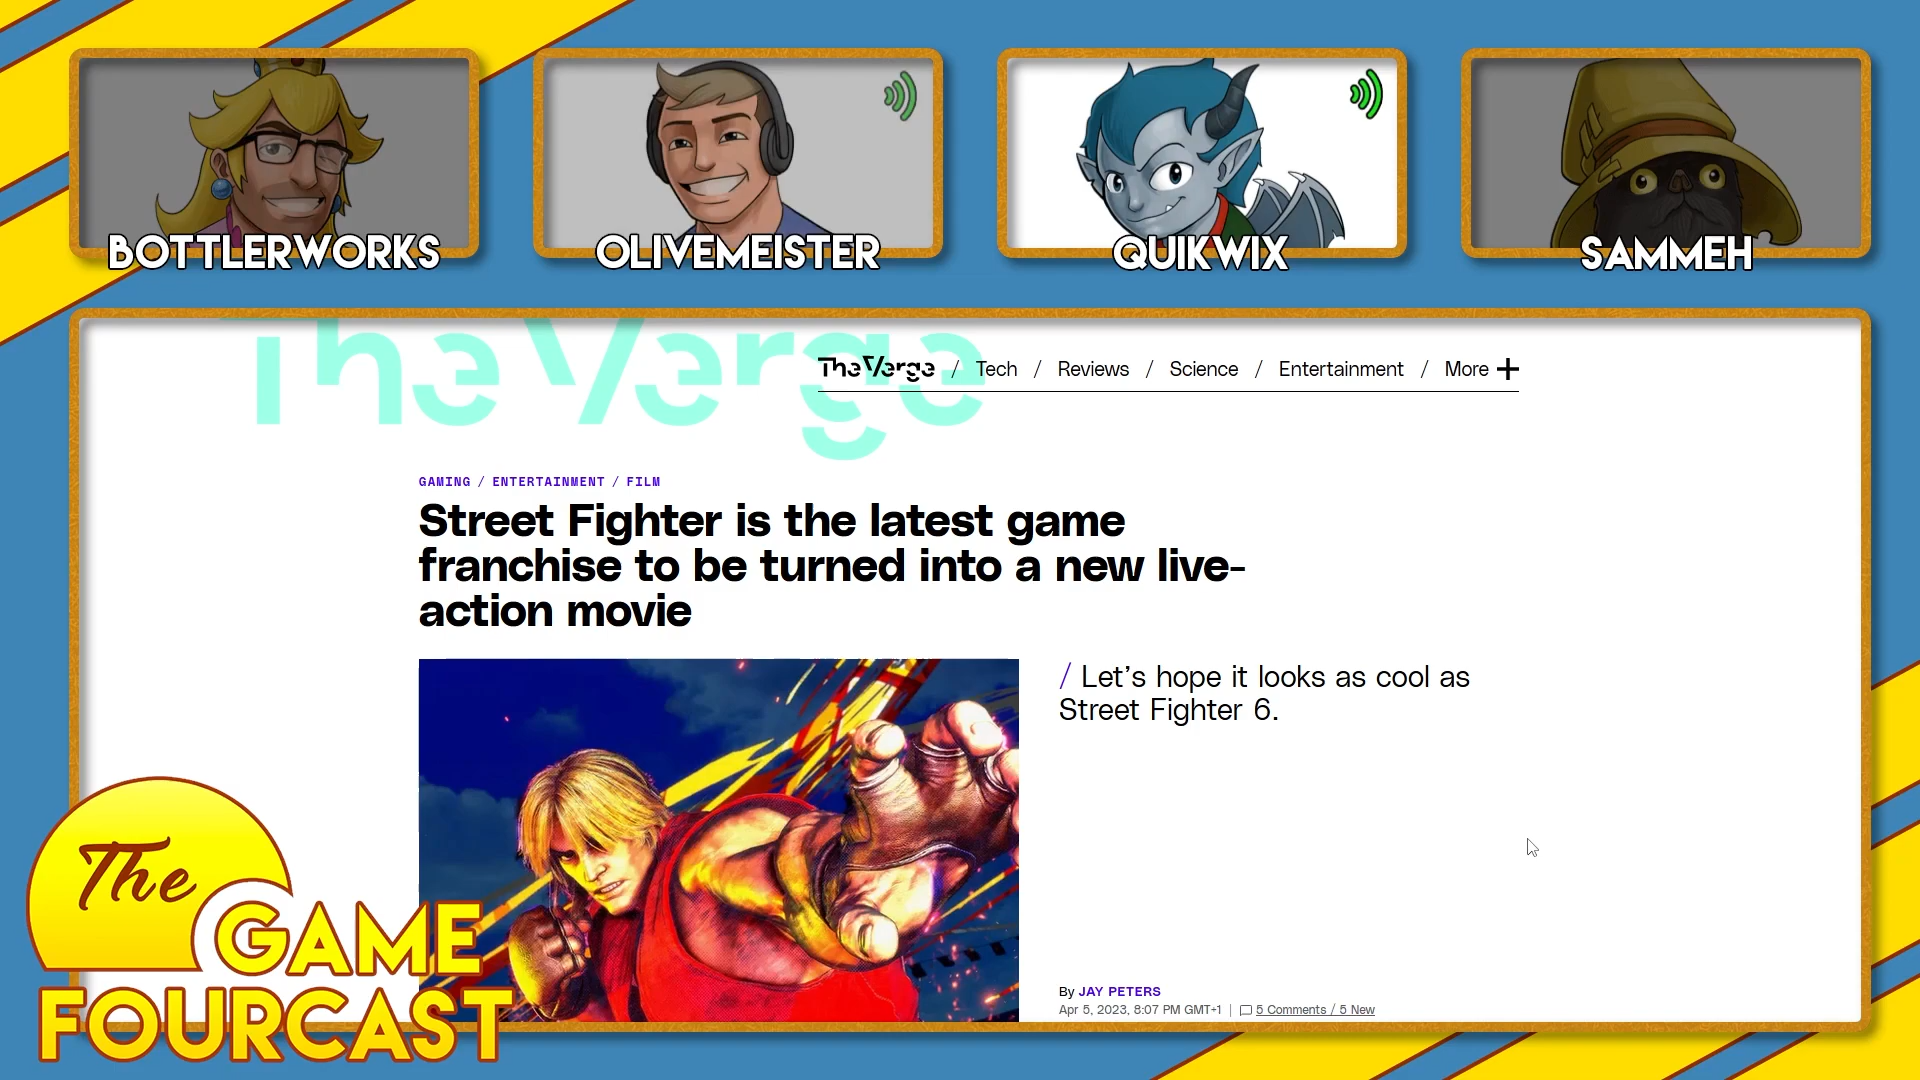 BOTTLERWORKS
OLIVEMEISTER
QUIKWIX
SAMMEH
TheVerge
TheVerge / Tech / Reviews / Science / Entertainment / More +
GAMING / ENTERTAINMENT / FILM
Street Fighter is the latest game
franchise to be turned into a new live-
action movie
/ Let’s hope it looks as cool as
Street Fighter 6.
By JAY PETERS
Apr 5, 2023, 8:07 PM GMT+1 | 5 Comments / 5 New
The
GAME
FOURCAST